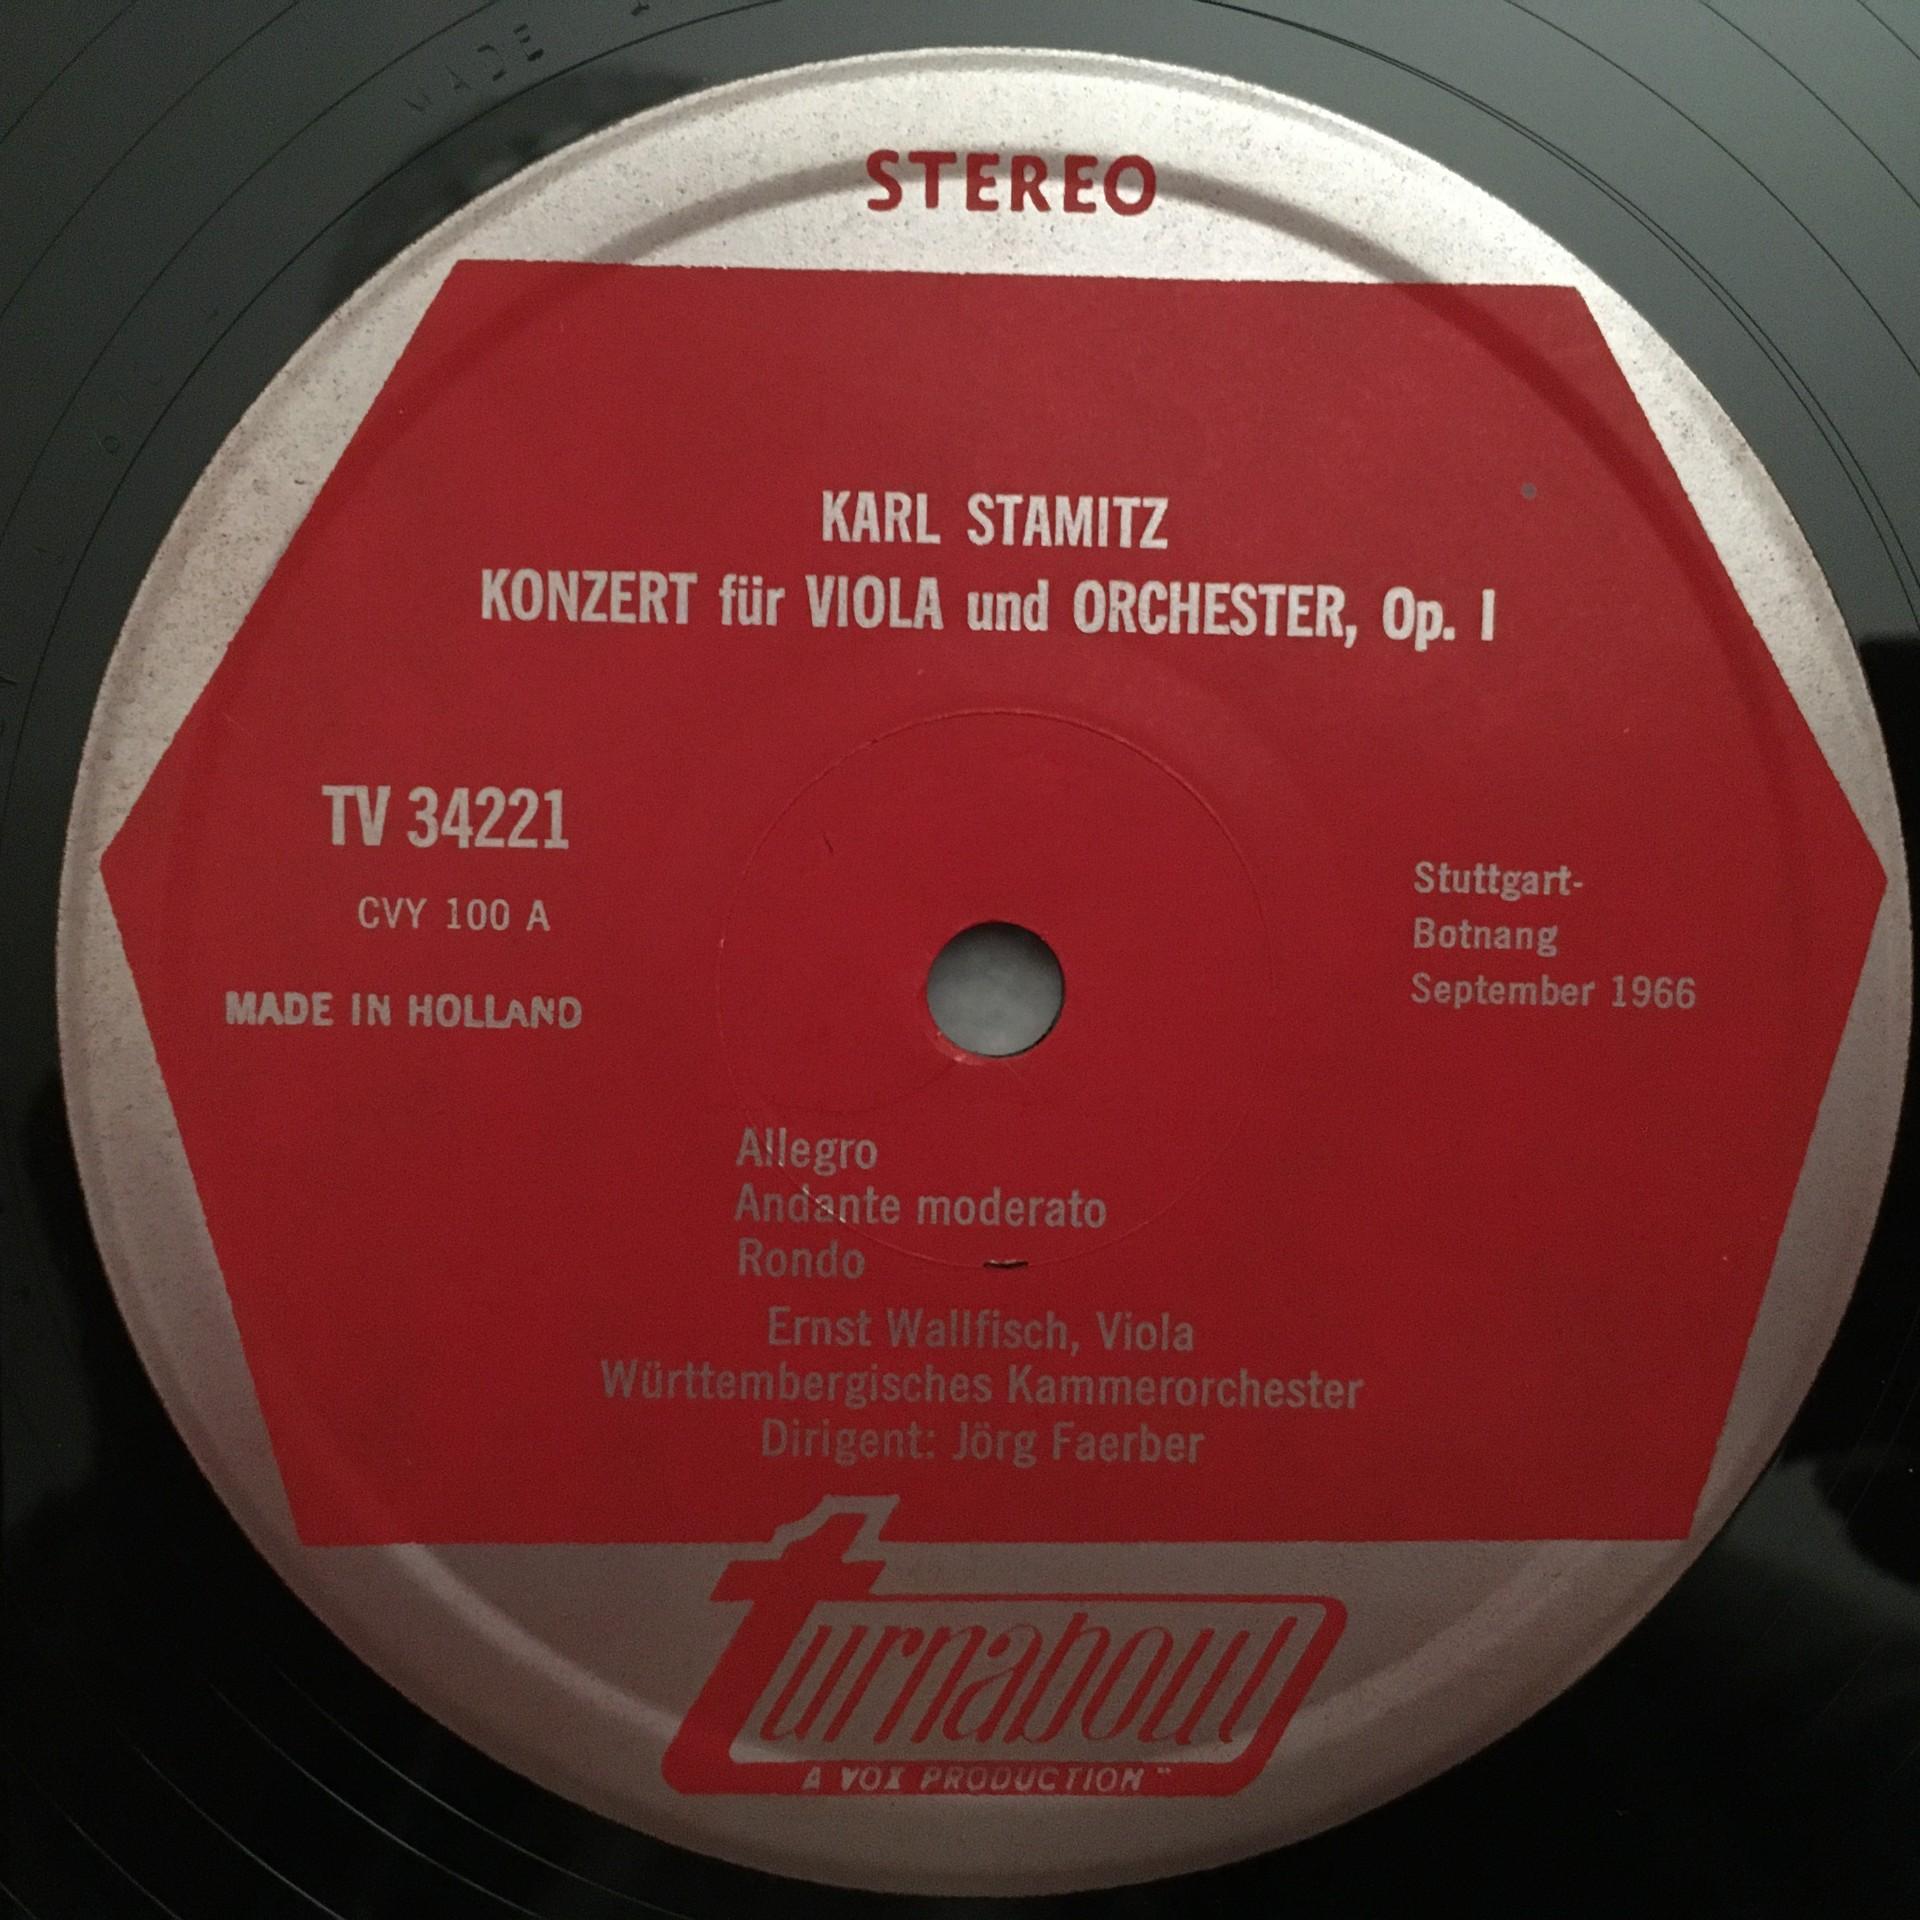 MADE
STEREO
KARL STAMITZ
KONZERT für VIOLA und ORCHESTER, Op. I
TV 34221
CVY 100 A
MADE IN HOLLAND
Stuttgart-
Botnang
September 1966
Allegro
Andante moderato
Rondo
Ernst Wallfisch, Viola
Württembergisches Kammerorchester
Dirigent: Jörg Faerber
turnabout
A VOX PRODUCTION"